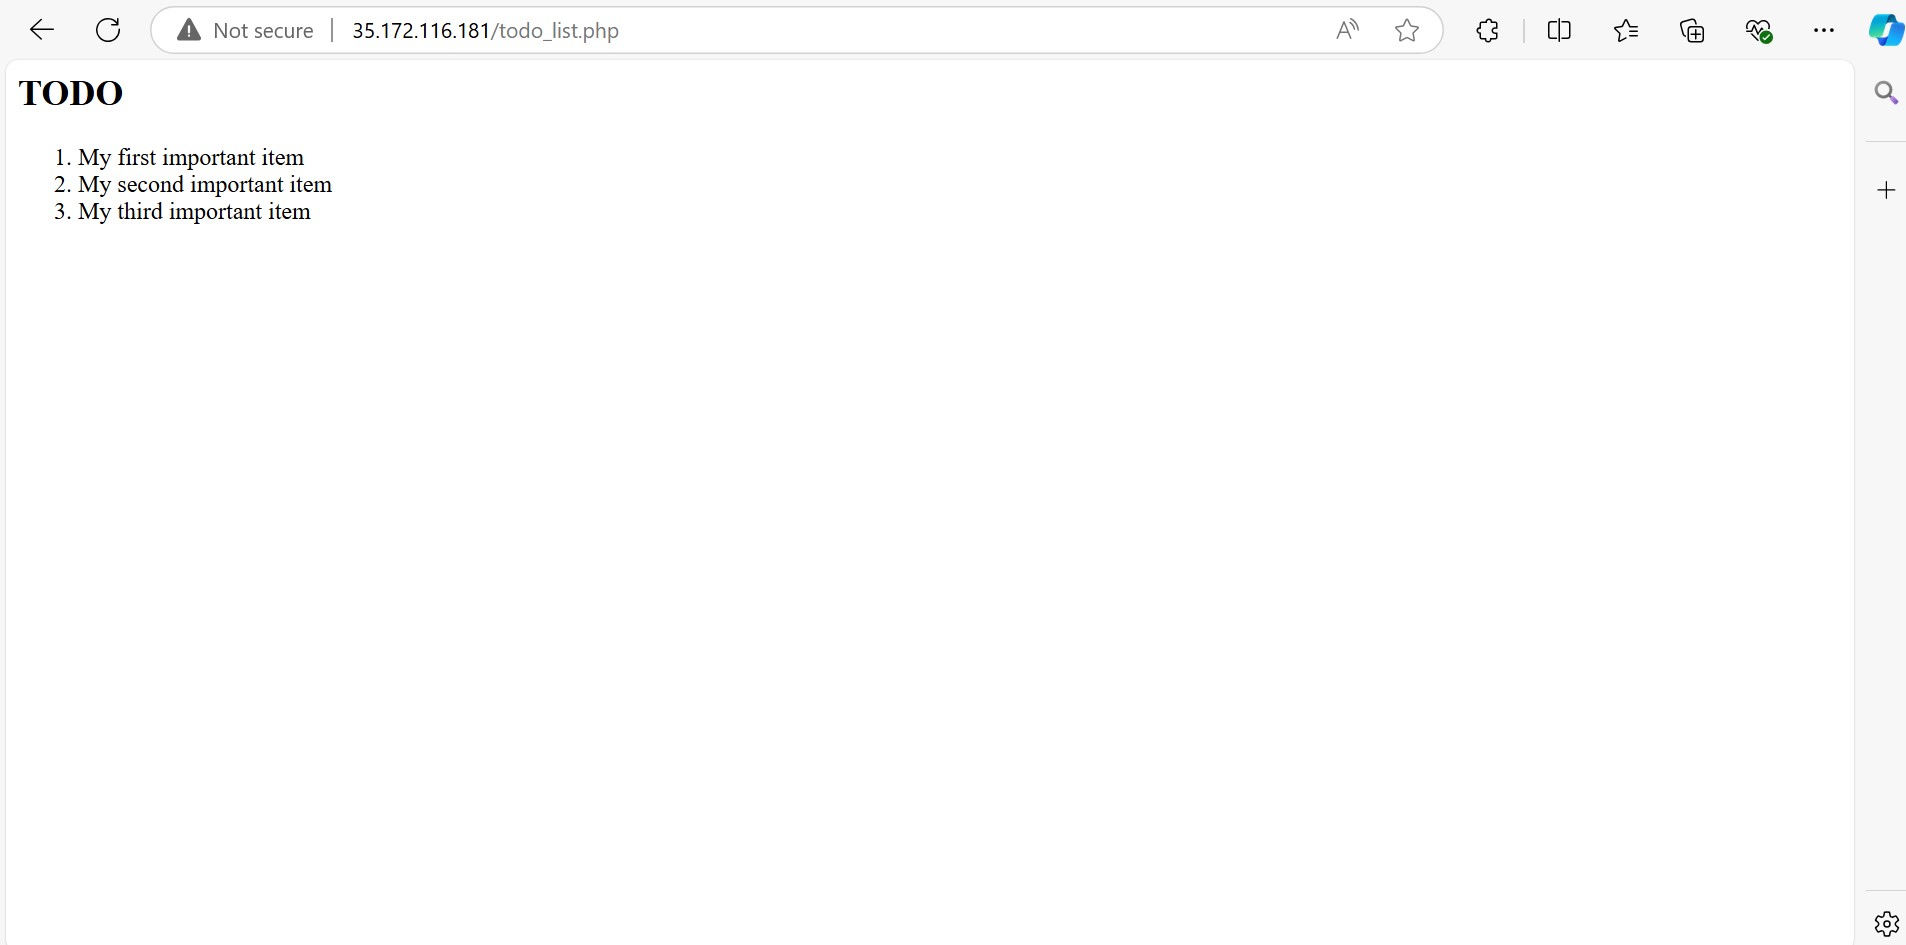 Not secure
35.172.116.181/todo_list.php
TODO
1. My first important item
2. My second important item
3. My third important item